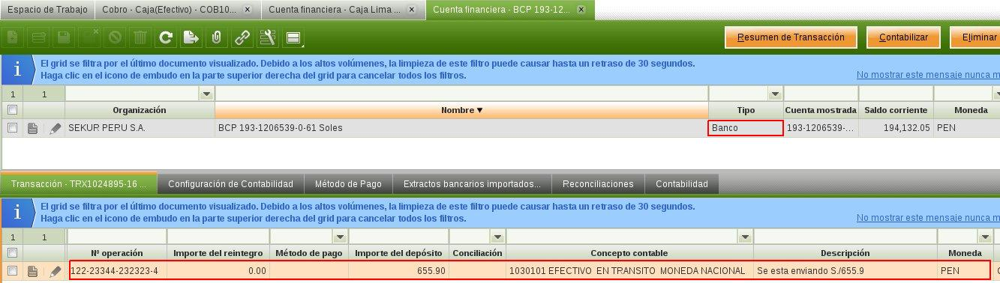 Espacio de Trabajo Cobro - Caja(Efectivo) - COB10... Cuenta financiera - Caja Lima ... Cuenta financiera - BCP 193-12...
Resumen de Transacción Contabilizar Eliminar
El grid se filtra por el último documento visualizado. Debido a los altos volúmenes, la limpieza de este filtro puede causar hasta un retraso de 30 segundos.
Haga clic en el icono de embudo en la parte superior derecha del grid para cancelar todos los filtros. No mostrar este mensaje nunca m
1 1
Organización Nombre Tipo Cuenta mostrada Saldo corriente Moneda
SEKUR PERU S.A. BCP 193-1206539-0-61 Soles Banco 193-1206539-... 194,132.05 PEN
Transacción - TRX1024895-16 ... Configuración de Contabilidad Método de Pago Extractos bancarios importados... Reconciliaciones Contabilidad
El grid se filtra por el último documento visualizado. Debido a los altos volúmenes, la limpieza de este filtro puede causar hasta un retraso de 30 segundos.
Haga clic en el icono de embudo en la parte superior derecha del grid para cancelar todos los filtros. No mostrar este mensaje nunca m
1 1
Nº operación Importe del reintegro Método de pago Importe del depósito Conciliación Concepto contable Descripción Moneda
122-23344-232323-4 0.00 655.90 1030101 EFECTIVO EN TRANSITO MONEDA NACIONAL Se esta enviando S./655.9 PEN